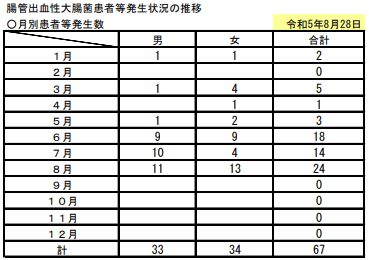 腸管出血性大腸菌患者等発生状況の推移
〇月別患者等発生数 令和5年8月28日
男 女 合計
1月 1 1 2
2月 0
3月 1 4 5
4月 1 1
5月 1 2 3
6月 9 9 18
7月 10 4 14
8月 11 13 24
9月 0
10月 0
11月 0
12月 0
計 33 34 67